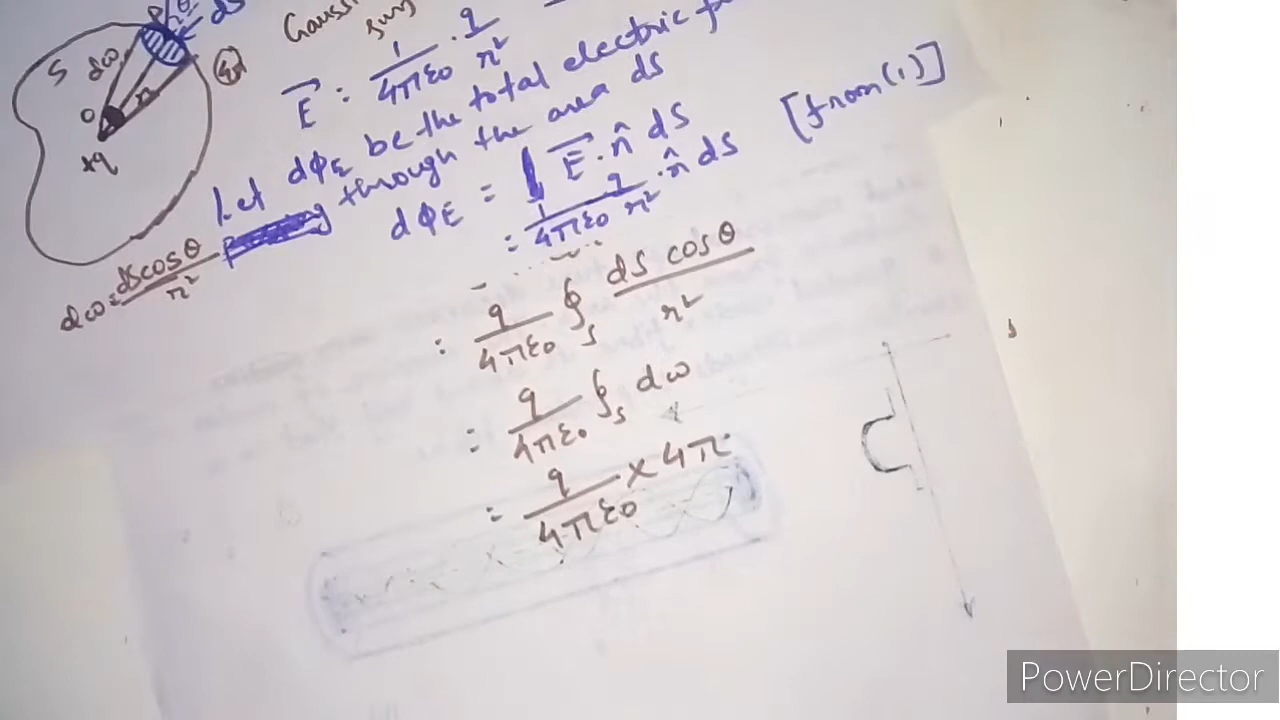 ds
S
dω
r
O
+q
E⃗ = 1/4πε0 · q/r²
Let dφE be the total electric
through the area ds
dφE = E⃗ . n̂ ds
= 1/4πε0 q/r² . n̂ ds [from (1)]
dω = ds cosθ/r²
= q/4πε0 ∮s ds cosθ/r²
= q/4πε0 ∮s dω
= q/4πε0 × 4π
PowerDirector